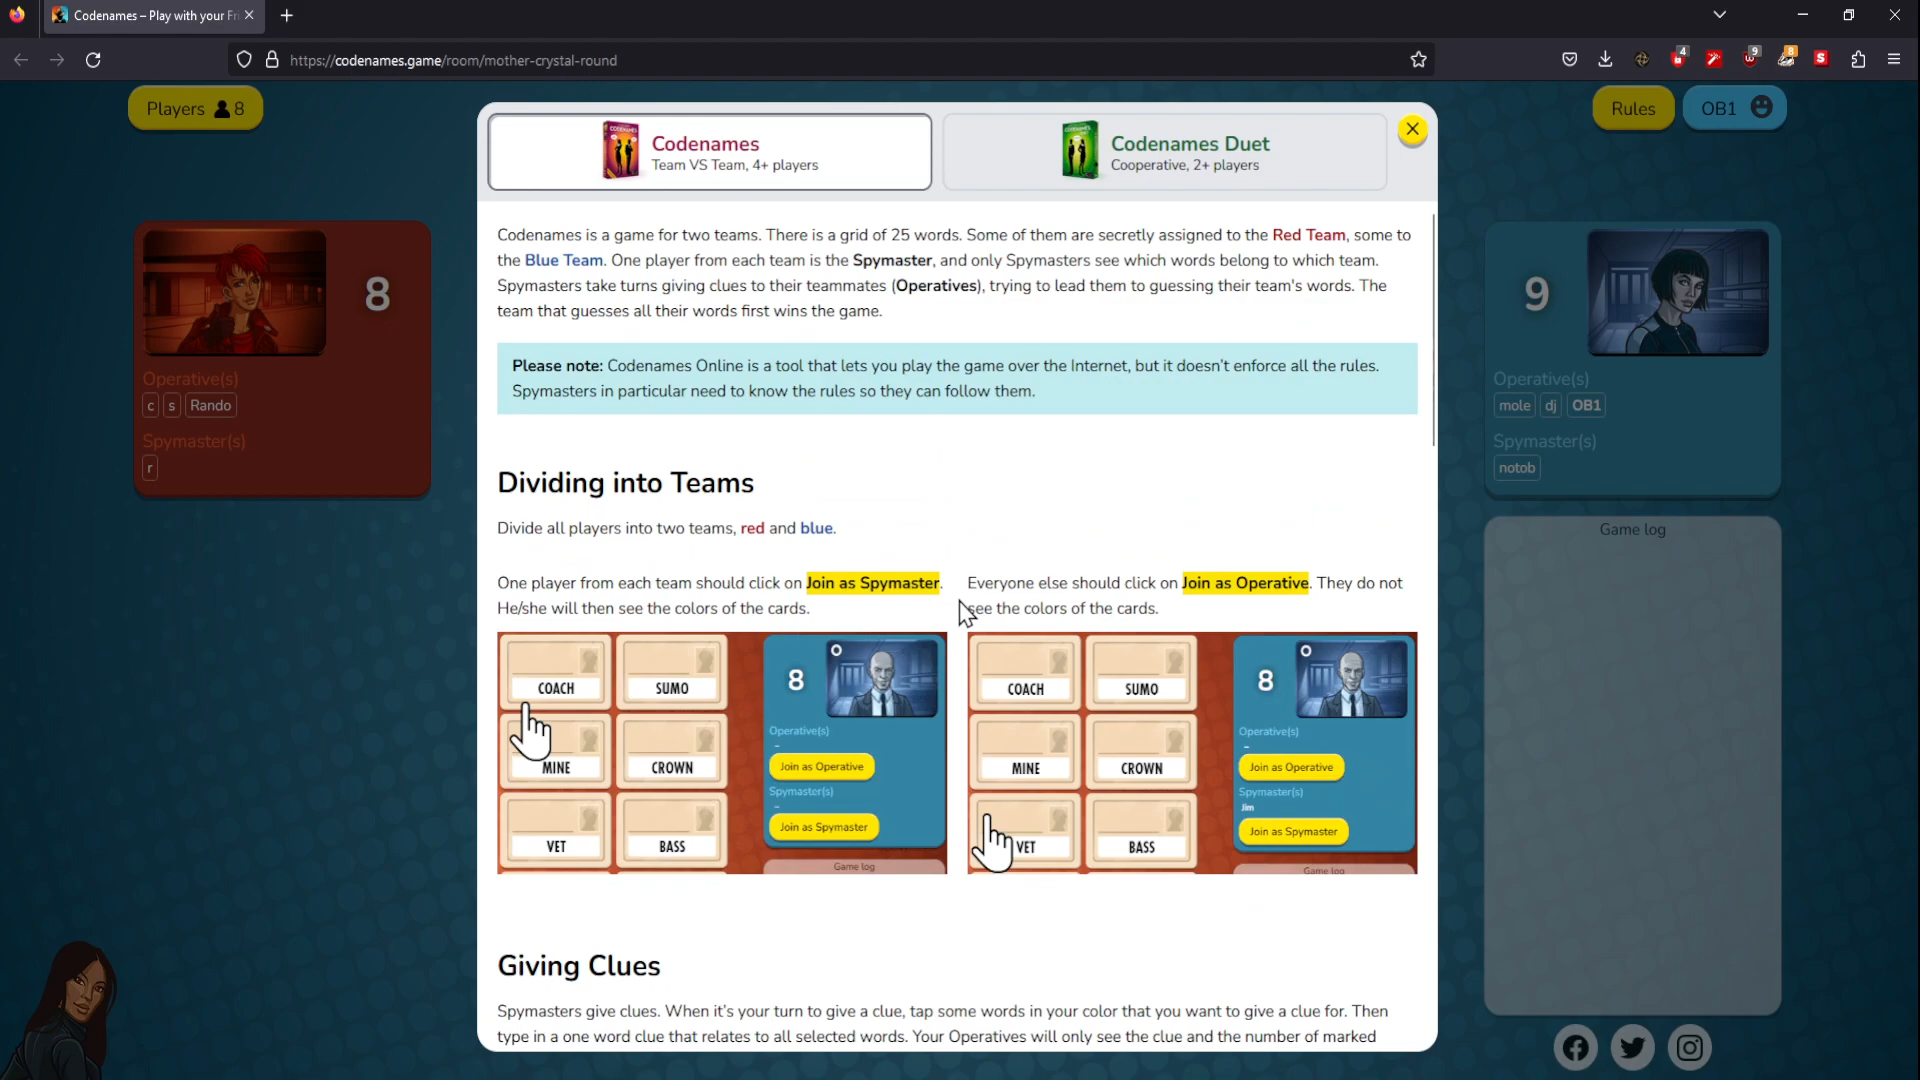 Codenames – Play with your Fr
https://codenames.game/room/mother-crystal-round
4
9
8
S
Players 8
Rules
OB1
Codenames
Team VS Team, 4+ players
Codenames Duet
Cooperative, 2+ players
8
Operative(s)
c s Rando
Spymaster(s)
r
9
Operative(s)
mole dj OB1
Spymaster(s)
notob
Game log
Codenames is a game for two teams. There is a grid of 25 words. Some of them are secretly assigned to the Red Team, some to
the Blue Team. One player from each team is the Spymaster, and only Spymasters see which words belong to which team.
Spymasters take turns giving clues to their teammates (Operatives), trying to lead them to guessing their team's words. The
team that guesses all their words first wins the game.
Please note: Codenames Online is a tool that lets you play the game over the Internet, but it doesn't enforce all the rules.
Spymasters in particular need to know the rules so they can follow them.
Dividing into Teams
Divide all players into two teams, red and blue.
One player from each team should click on Join as Spymaster.
He/she will then see the colors of the cards.
COACH SUMO
MINE CROWN
VET BASS
8
Operative(s)
–
Join as Operative
Spymaster(s)
–
Join as Spymaster
Game log
Everyone else should click on Join as Operative. They do not
see the colors of the cards.
COACH SUMO
MINE CROWN
VET BASS
8
Operative(s)
–
Join as Operative
Spymaster(s)
Jim
Join as Spymaster
Game log
Giving Clues
Spymasters give clues. When it's your turn to give a clue, tap some words in your color that you want to give a clue for. Then
type in a one word clue that relates to all selected words. Your Operatives will only see the clue and the number of marked